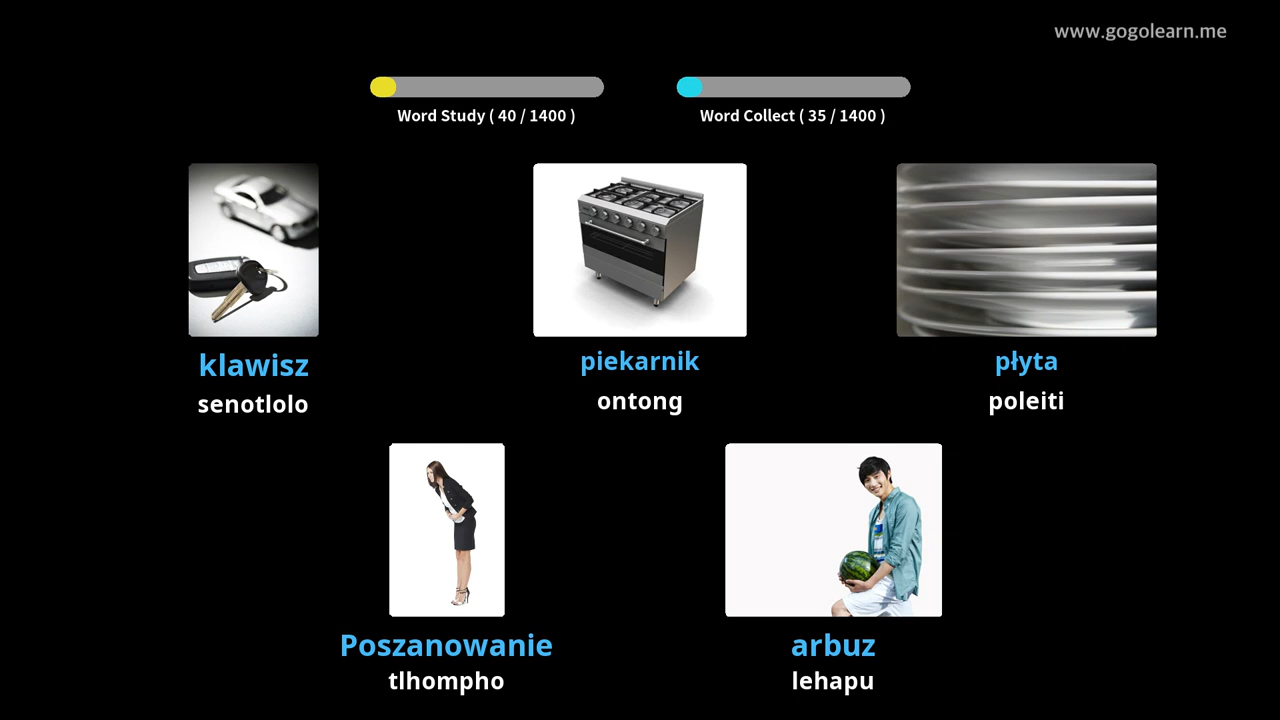 www.gogolearn.me
Word Study ( 40 / 1400 )
Word Collect ( 35 / 1400 )
klawisz
senotlolo
piekarnik
ontong
płyta
poleiti
Poszanowanie
tlhompho
arbuz
lehapu